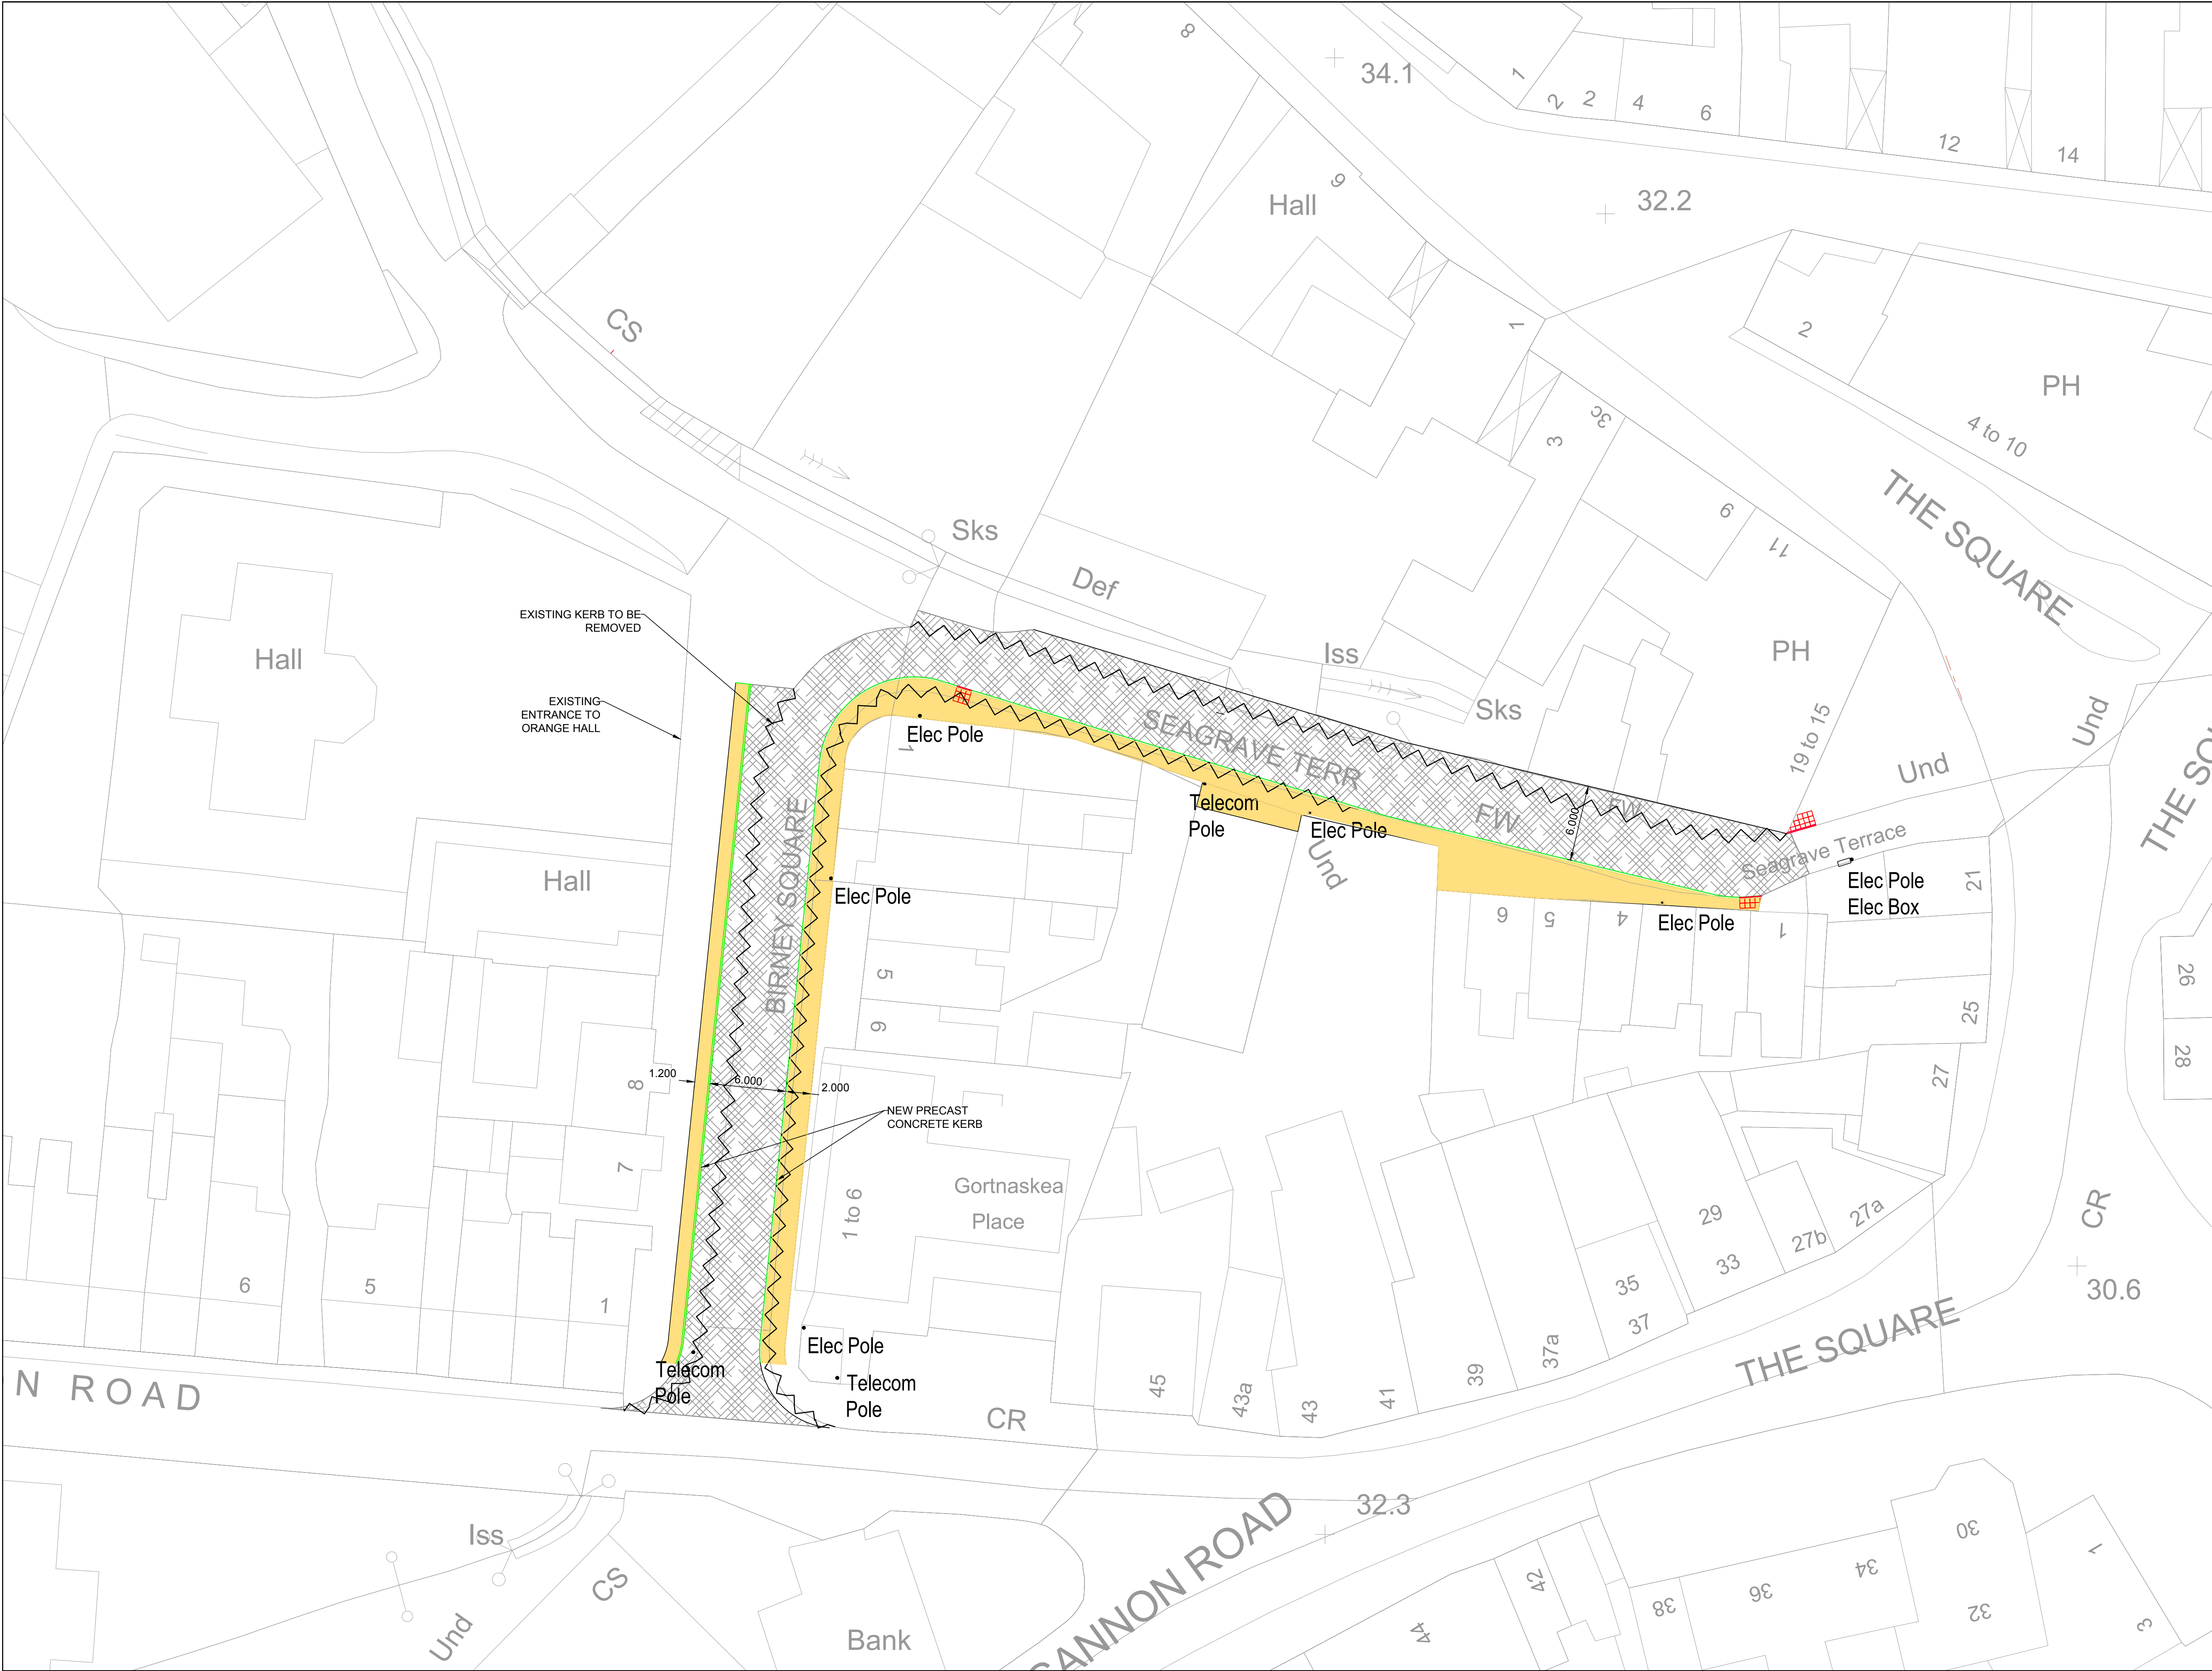 8
34.1
1
2
2
4
6
12
14
Hall
9
32.2
CS
1
2
PH
3c
3
4 to 10
THE SQUARE
9
11
Sks
Def
EXISTING KERB TO BE
REMOVED
Hall
Iss
PH
EXISTING
ENTRANCE TO
ORANGE HALL
Sks
Und
SEAGRAVE TERR
19 to 15
Elec Pole
1
Und
THE SQU
Telecom
Pole
Elec Pole
FW
FW
6.000
Und
Seagrave Terrace
Hall
Elec Pole
BIRNEY SQUARE
Elec Pole
Elec Box
21
6
5
4
Elec Pole
1
5
6
26
25
28
27
8
1.200
6.000
2.000
NEW PRECAST
CONCRETE KERB
7
1 to 6
Gortnaskea
Place
29
33
27b
27a
CR
6
5
1
35
37
30.6
Elec Pole
Telecom
Pole
Telecom
Pole
THE SQUARE
N ROAD
45
43a
43
41
39
37a
CR
32.3
Iss
CS
Und
Bank
GANNON ROAD
44
42
38
36
34
30
32
1
3